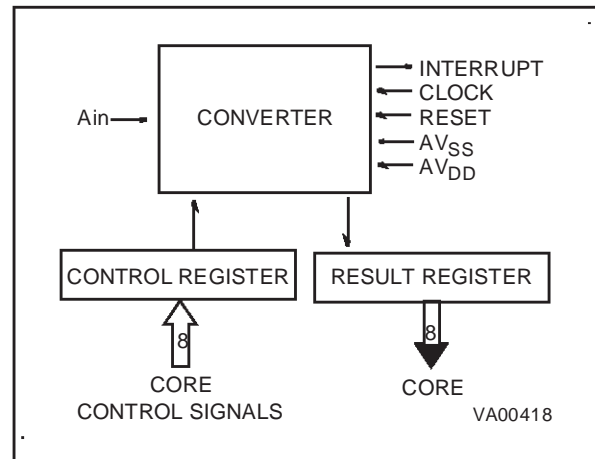 INTERRUPT
CLOCK
Ain
CONVERTER
RESET
AVSS
AVDD
CONTROL REGISTER
RESULT REGISTER
8
8
CORE
CONTROL SIGNALS
CORE
VA00418